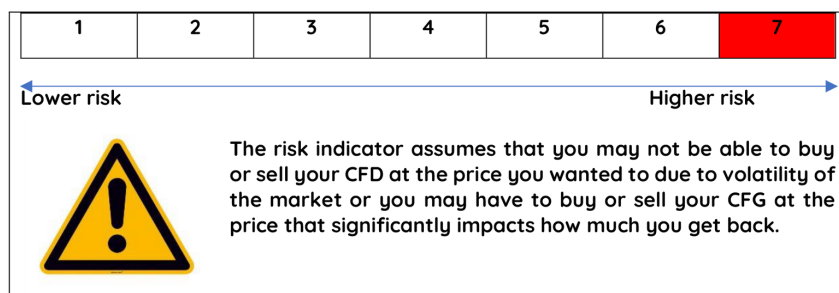 1 2 3 4 5 6 7
Lower risk Higher risk
The risk indicator assumes that you may not be able to buy
or sell your CFD at the price you wanted to due to volatility of
the market or you may have to buy or sell your CFG at the
price that significantly impacts how much you get back.